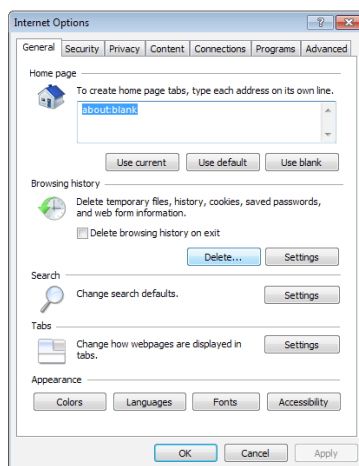 Internet Options
General Security Privacy Content Connections Programs Advanced
Home page
To create home page tabs, type each address on its own line.
about:blank
Use current Use default Use blank
Browsing history
Delete temporary files, history, cookies, saved passwords,
and web form information.
Delete browsing history on exit
Delete... Settings
Search
Change search defaults.
Settings
Tabs
Change how webpages are displayed in
tabs.
Settings
Appearance
Colors Languages Fonts Accessibility
OK Cancel Apply